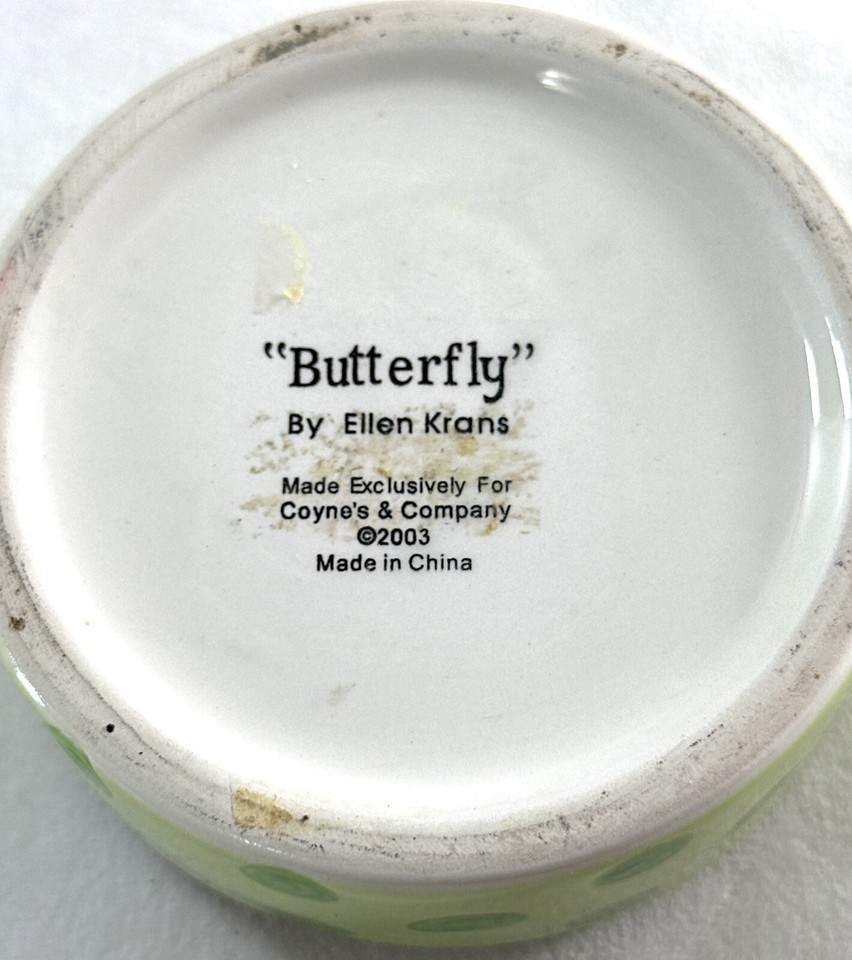 “Butterfly”
By Ellen Krans
Made Exclusively For
Coyne's & Company
©2003
Made in China